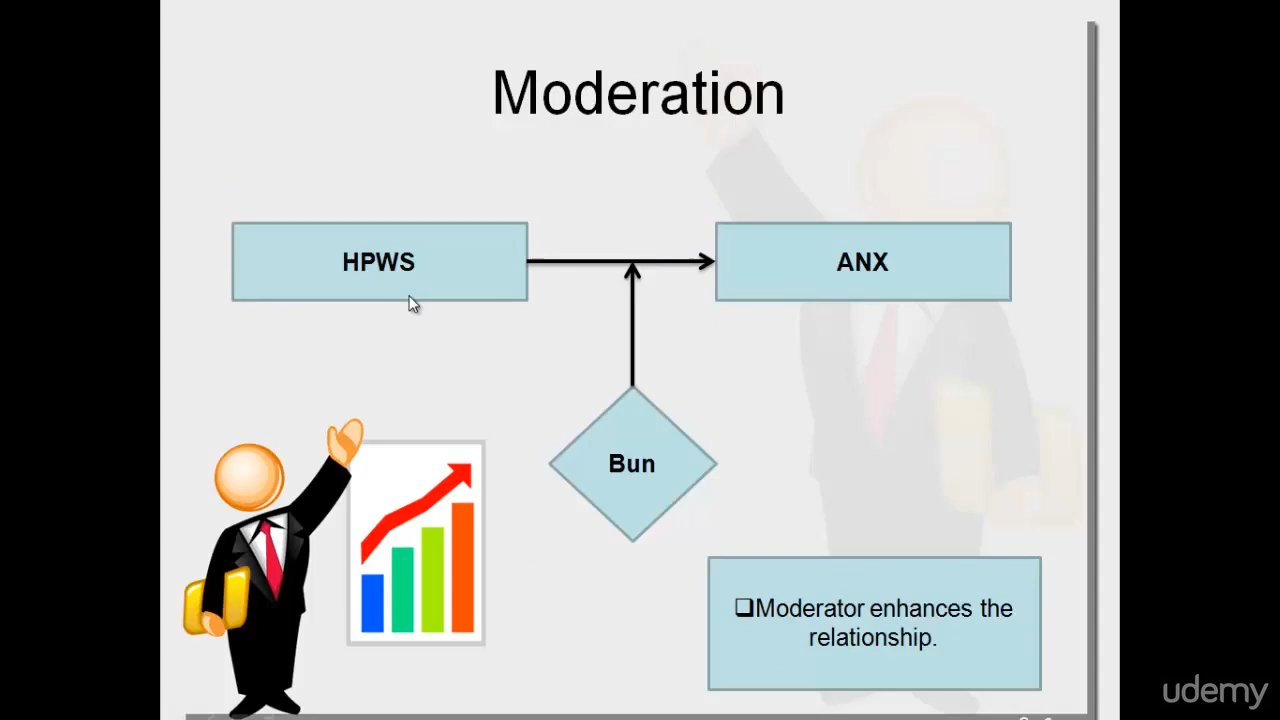 Moderation
HPWS
ANX
Bun
❑Moderator enhances the
relationship.
udemy